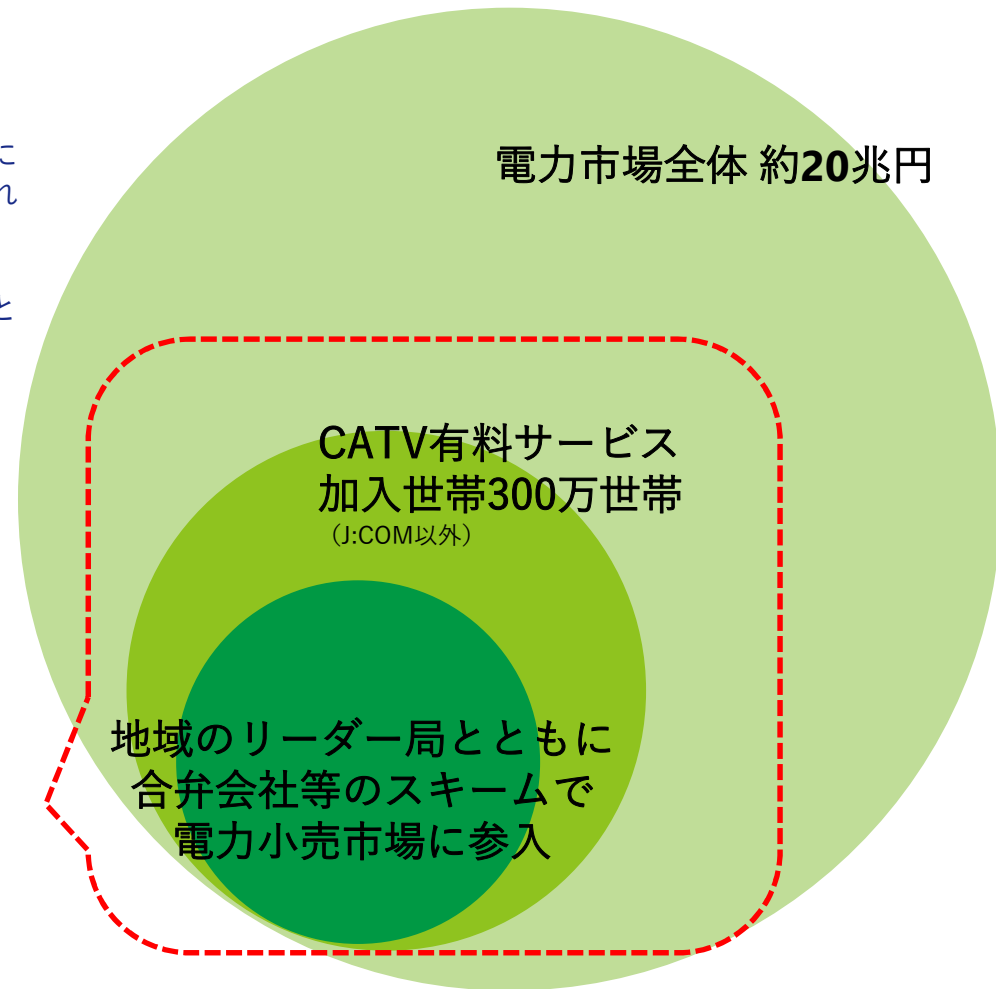 に
れ
と
電力市場全体 約20兆円
CATV有料サービス
加入世帯300万世帯
（J:COM以外）
地域のリーダー局とともに
合弁会社等のスキームで
電力小売市場に参入